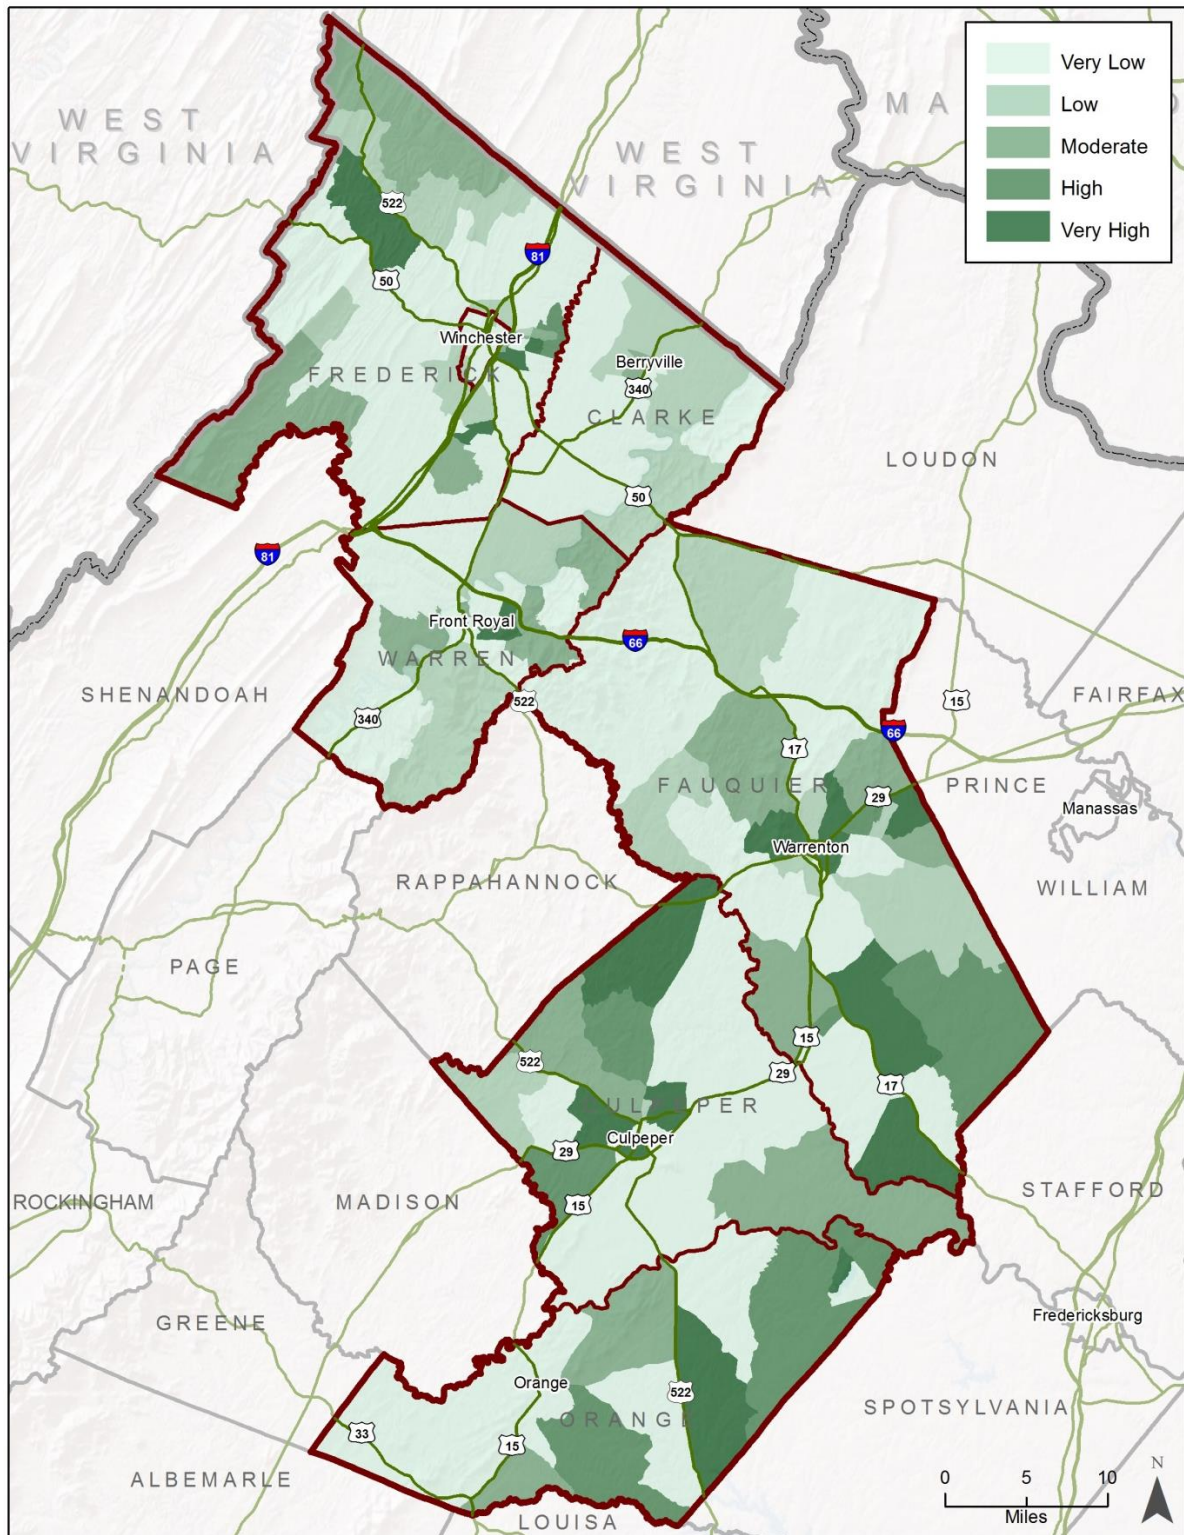 Very Low
Low
Moderate
High
Very High
WEST
VIRGINIA
WEST
VIRGINIA
MA
522
81
50
Winchester
Berryville
FREDERICK
340
CLARKE
LOUDON
50
81
Front Royal
66
WARREN
SHENANDOAH
522
15
FAIRFAX
340
66
17
FAUQUIER
PRINCE
29
Manassas
Warrenton
RAPPAHANNOCK
WILLIAM
PAGE
15
522
29
17
CULPEPER
Culpeper
29
ROCKINGHAM
MADISON
15
STAFFORD
GREENE
Fredericksburg
Orange
522
ORANGE
SPOTSYLVANIA
33
15
N
ALBEMARLE
0 5 10
Miles
LOUISA